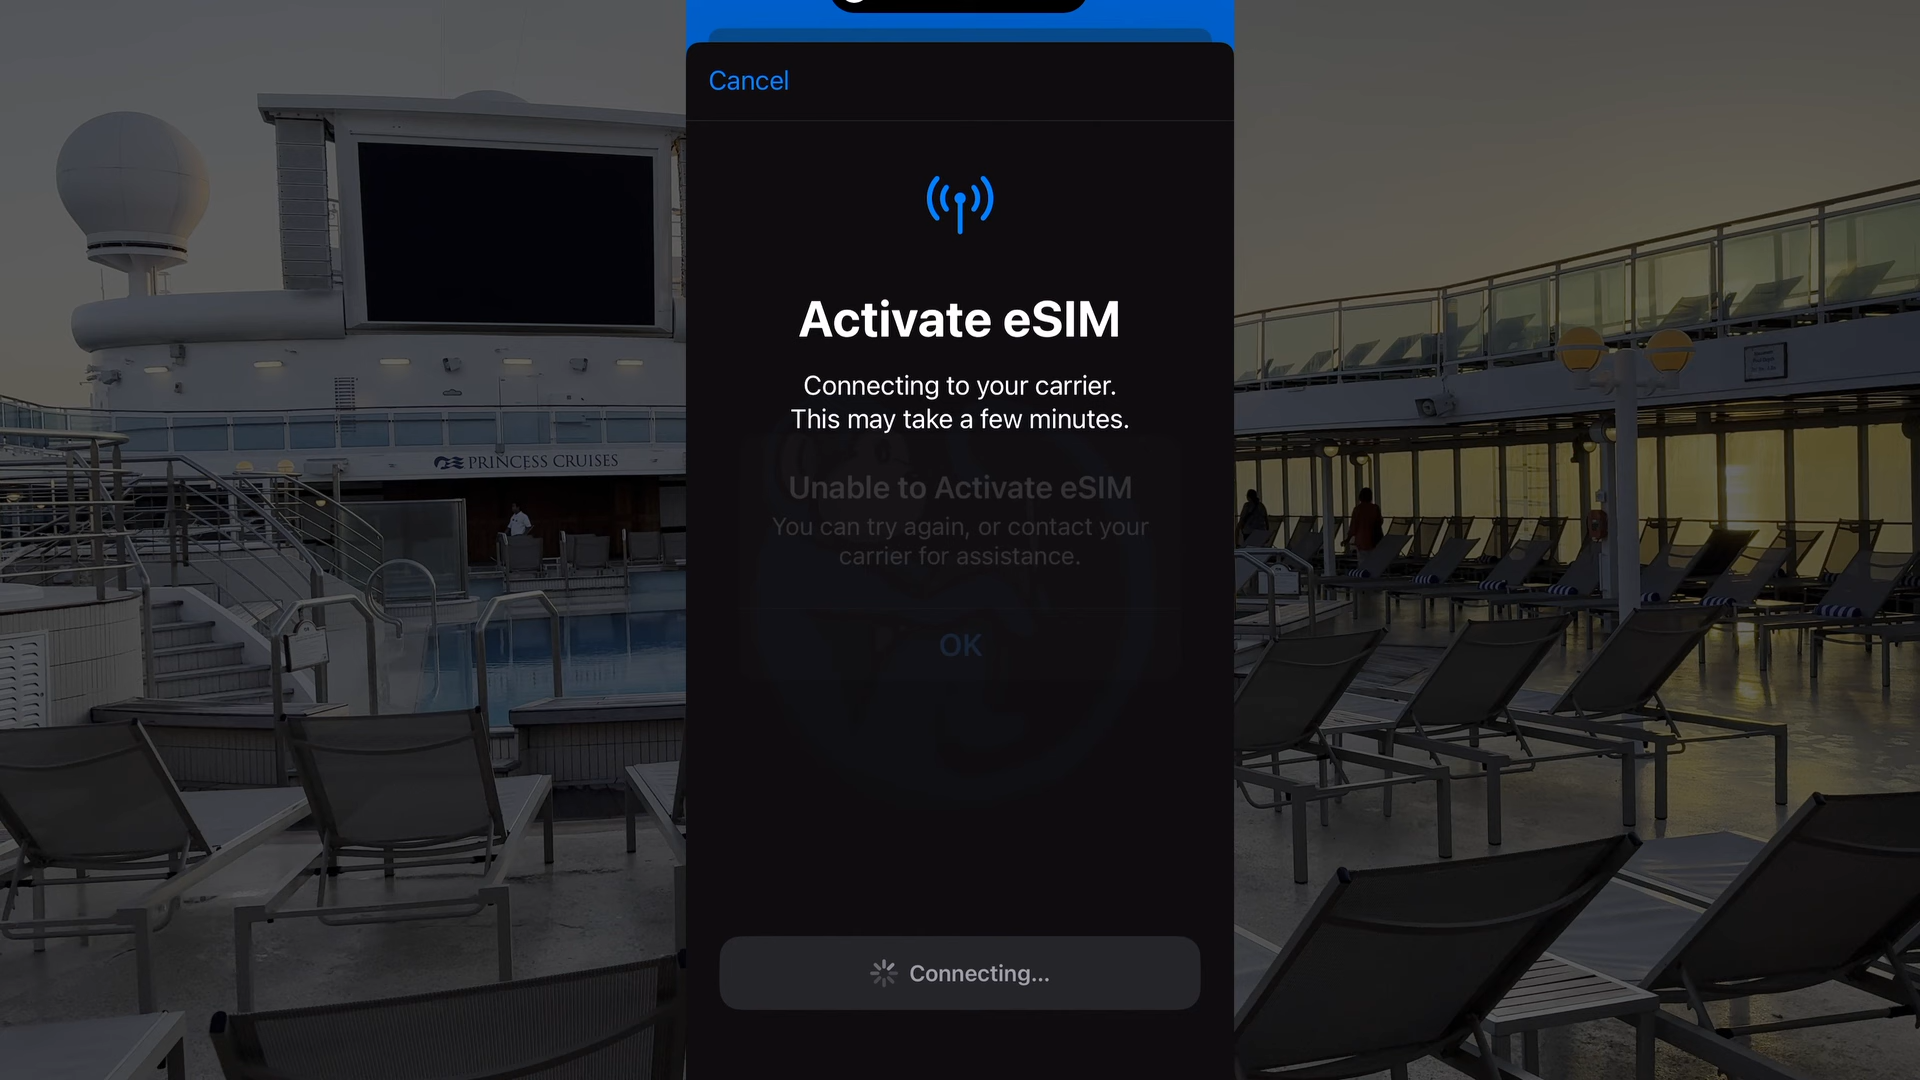 Cancel
Activate eSIM
Connecting to your carrier.
This may take a few minutes.
PRINCESS CRUISES
Unable to Activate eSIM
You can try again, or contact your
carrier for assistance.
OK
Connecting...